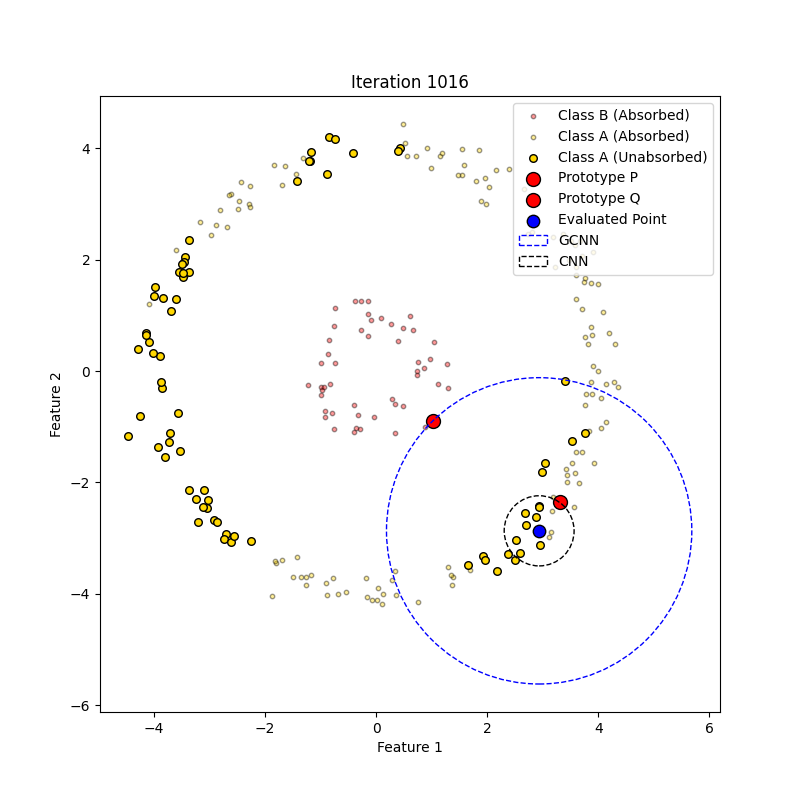 Iteration 1016
Class B (Absorbed)
Class A (Absorbed)
Class A (Unabsorbed)
Prototype P
Prototype Q
Evaluated Point
GCNN
CNN
4
2
0
−2
−4
−6
Feature 2
−4
−2
0
2
4
6
Feature 1